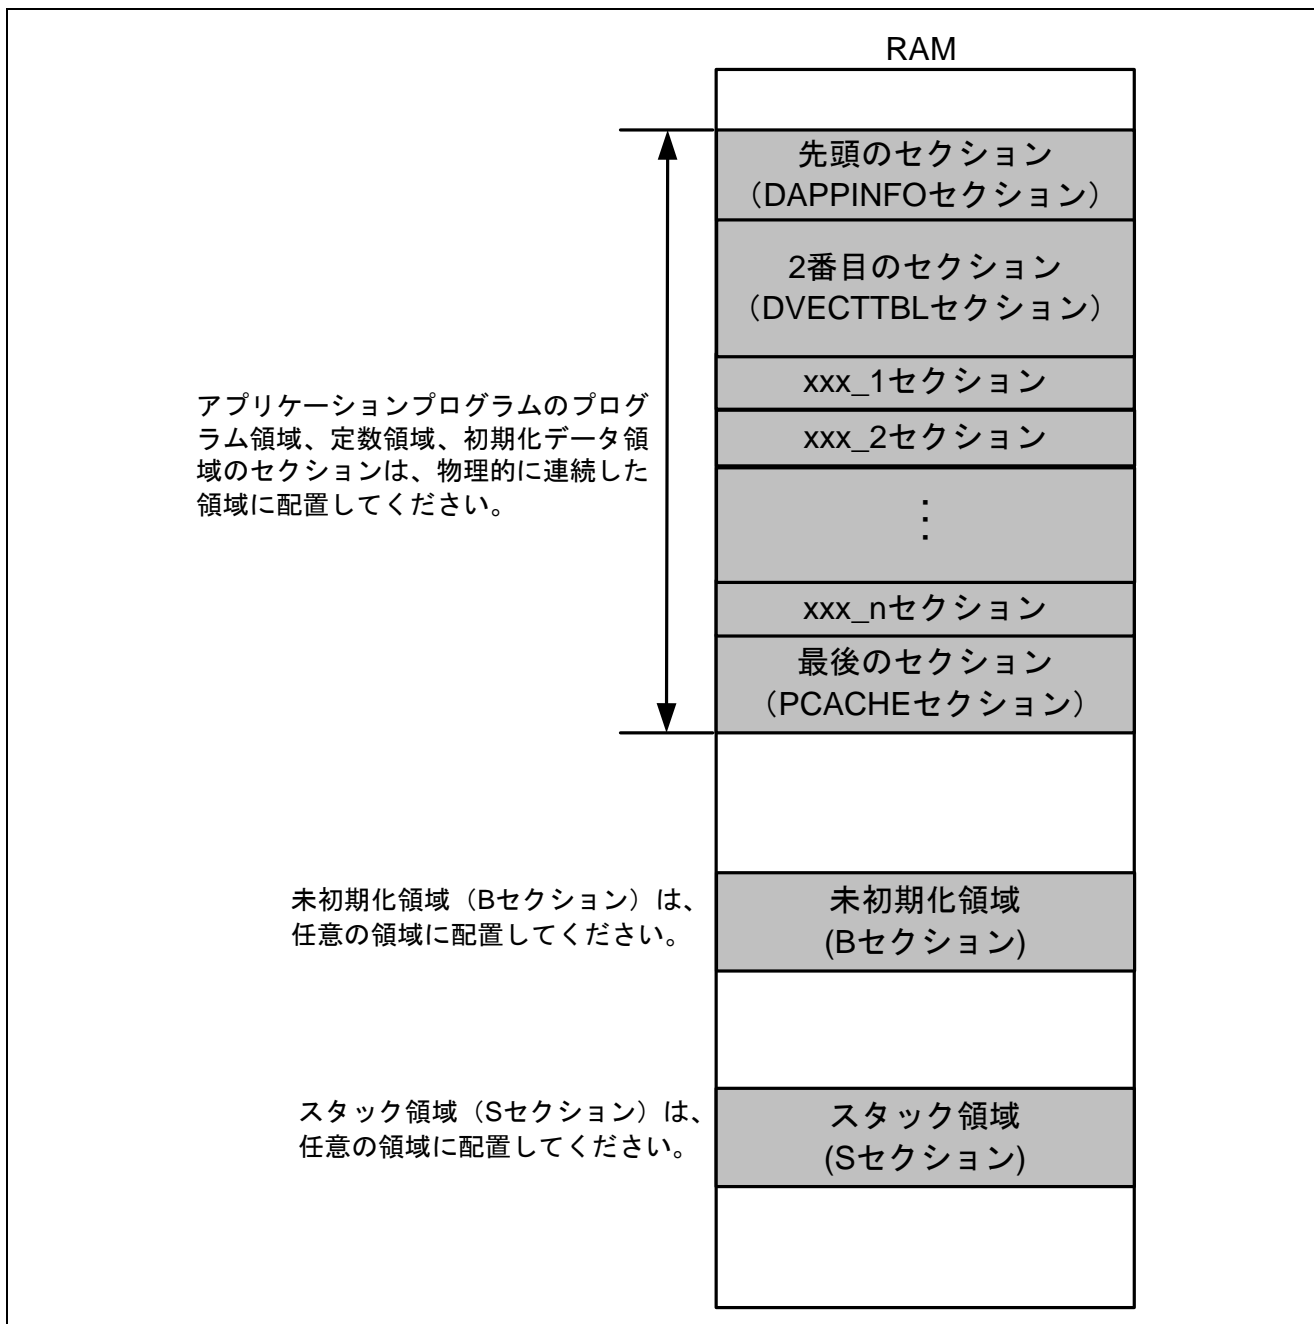 RAM
先頭のセクション
（DAPPINFOセクション）
2番目のセクション
（DVECTTBLセクション）
xxx_1セクション
xxx_2セクション
⋮
xxx_nセクション
最後のセクション
（PCACHEセクション）
アプリケーションプログラムのプログ
ラム領域、定数領域、初期化データ領
域のセクションは、物理的に連続した
領域に配置してください。
未初期化領域（Bセクション）は、
任意の領域に配置してください。
未初期化領域
(Bセクション)
スタック領域（Sセクション）は、
任意の領域に配置してください。
スタック領域
(Sセクション)